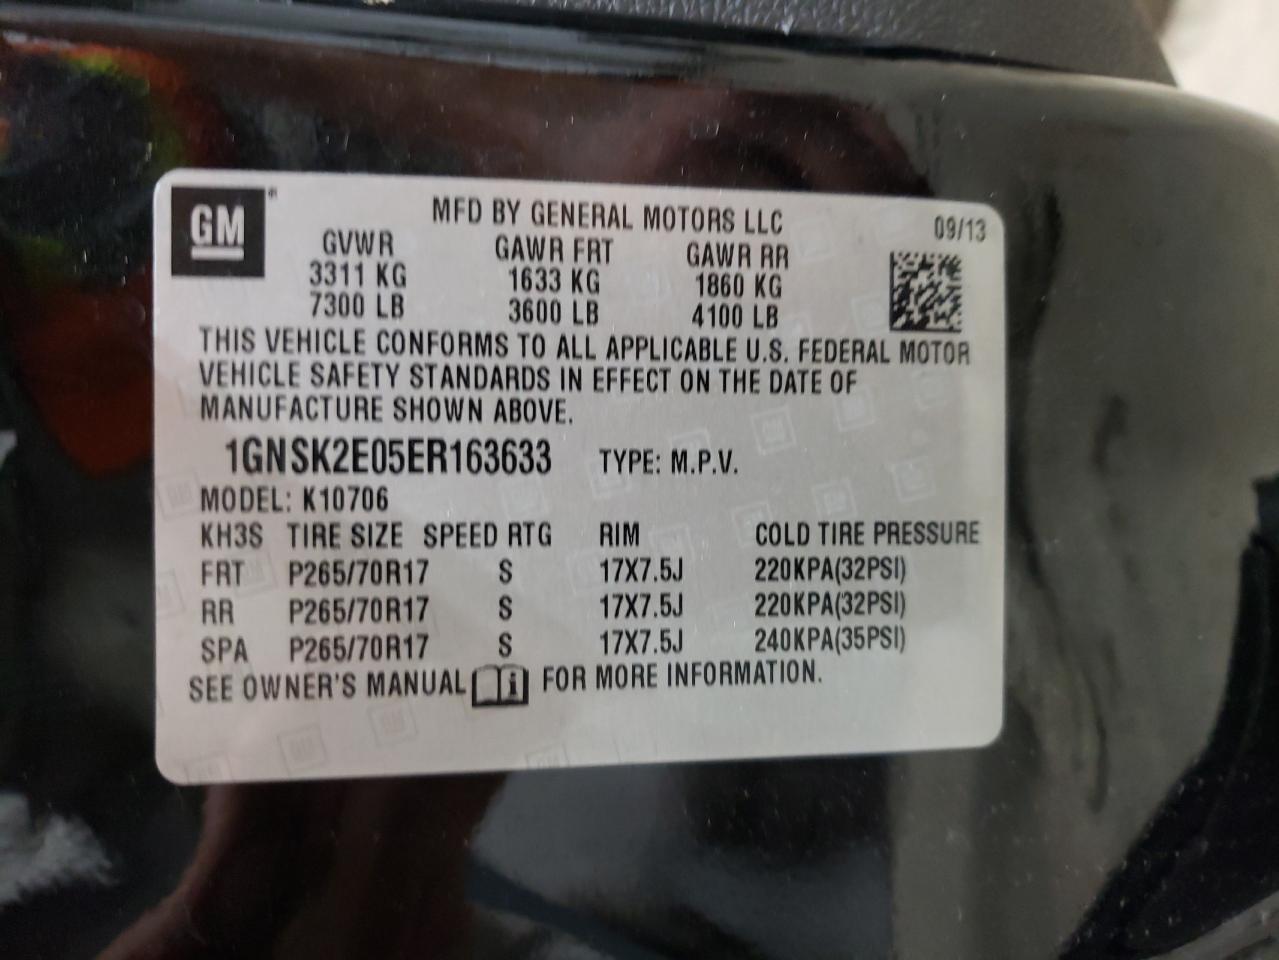 GM
MFD BY GENERAL MOTORS LLC
09/13
GVWR GAWR FRT GAWR RR
3311 KG 1633 KG 1860 KG
7300 LB 3600 LB 4100 LB
THIS VEHICLE CONFORMS TO ALL APPLICABLE U.S. FEDERAL MOTOR
VEHICLE SAFETY STANDARDS IN EFFECT ON THE DATE OF
MANUFACTURE SHOWN ABOVE.
1GNSK2E05ER163633 TYPE: M.P.V.
MODEL: K10706
KH3S TIRE SIZE SPEED RTG RIM COLD TIRE PRESSURE
FRT P265/70R17 S 17X7.5J 220KPA(32PSI)
RR P265/70R17 S 17X7.5J 220KPA(32PSI)
SPA P265/70R17 S 17X7.5J 240KPA(35PSI)
SEE OWNER'S MANUAL i FOR MORE INFORMATION.